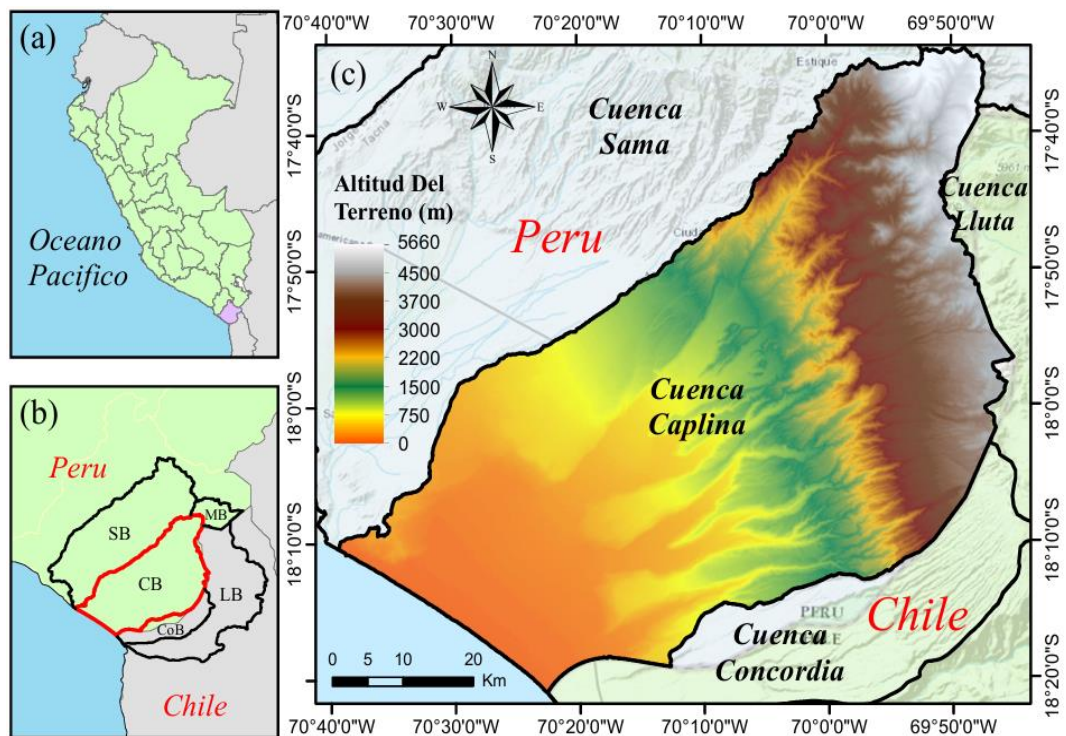 (a)
Oceano
Pacifico
(b)
Peru
SB
MB
CB
LB
CoB
Chile
70°40'0"W
70°30'0"W
70°20'0"W
70°10'0"W
70°0'0"W
69°50'0"W
(c)
N
W
E
S
Estique
Cuenca
Sama
Tacna
Altitud Del
Terreno (m)
5660
4500
3700
3000
2200
1500
750
0
Peru
Ciud
Cuenca
Lluta
Cuenca
Caplina
PERU
Chile
Cuenca
Concordia
0
5
10
20
Km
17°40'0"S
17°50'0"S
18°0'0"S
18°10'0"S
17°40'0"S
17°50'0"S
18°0'0"S
18°10'0"S
18°20'0"S
70°40'0"W
70°30'0"W
70°20'0"W
70°10'0"W
70°0'0"W
69°50'0"W